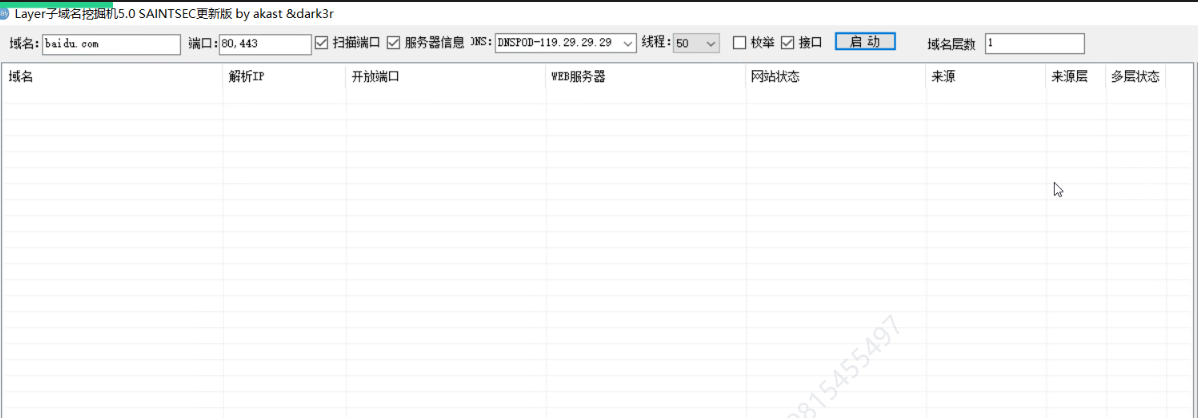 Layer子域名挖掘机5.0 SAINTSEC更新版 by akast &dark3r
域名: baidu.com 端口: 80,443 扫描端口 服务器信息 DNS: DNSPOD-119.29.29.29 线程: 50 枚举 接口 启 动 域名层数 1
域名 解析IP 开放端口 WEB服务器 网站状态 来源 来源层 多层状态
9815455497